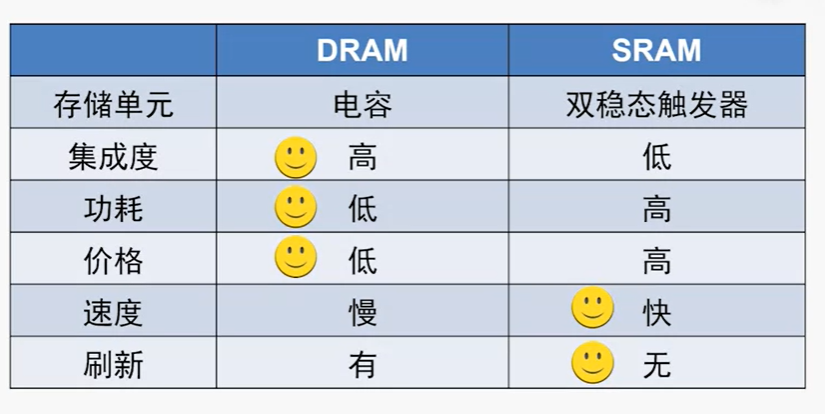 DRAM SRAM
存储单元 电容 双稳态触发器
集成度 高 低
功耗 低 高
价格 低 高
速度 慢 快
刷新 有 无